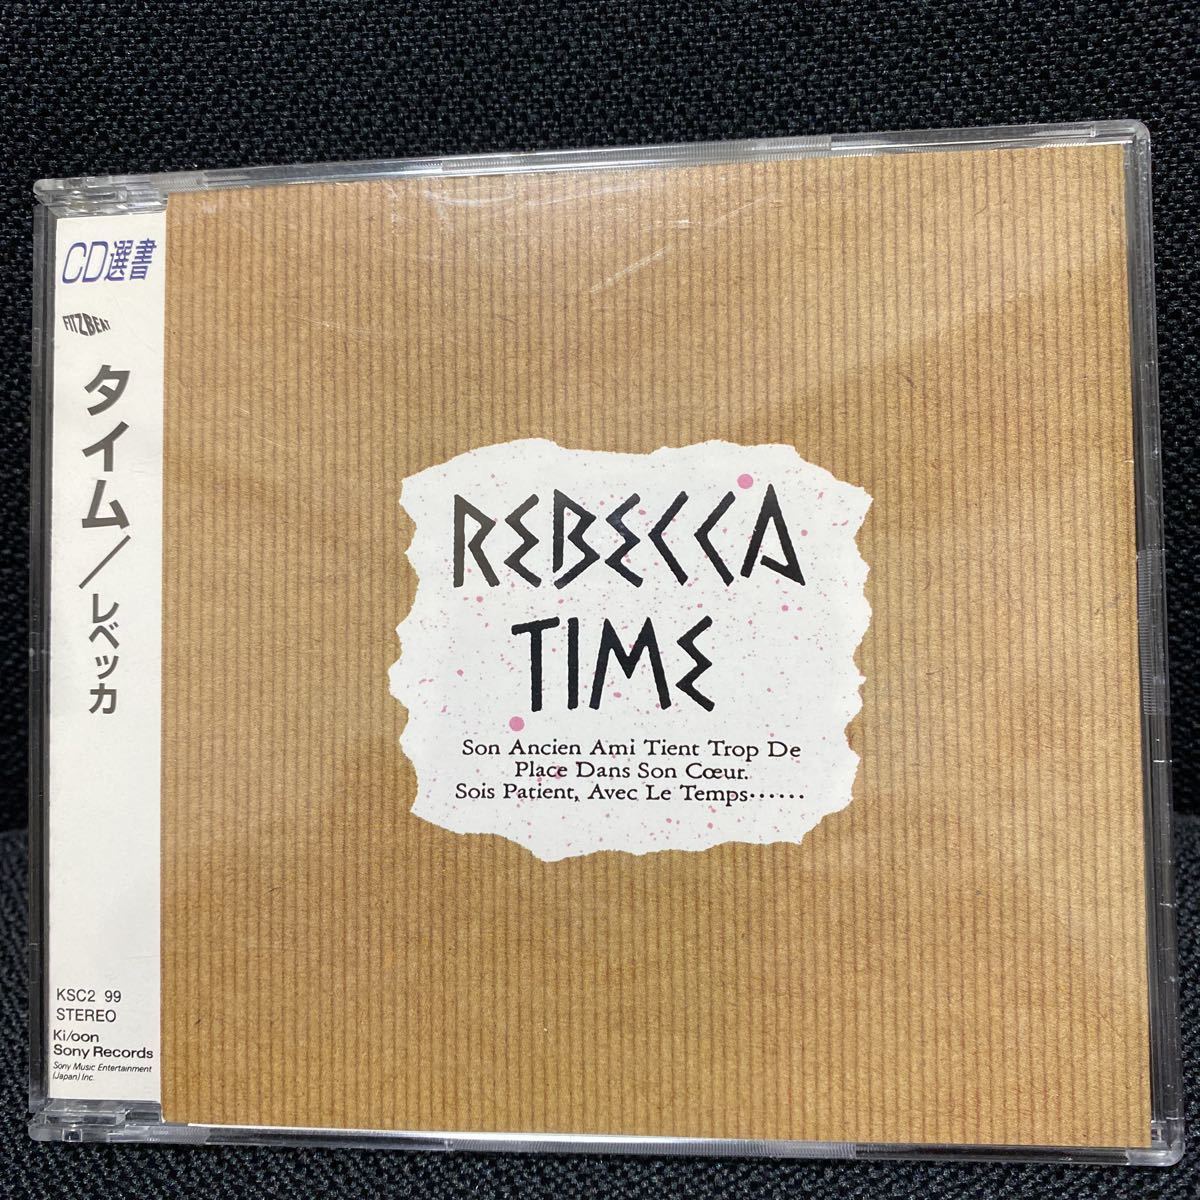 CD選書
FITZBEAT
タイム/レベッカ
KSC2 99
STEREO
Ki/oon
Sony Records
Sony Music Entertainment
(Japan) Inc.
REBECCA
TIME
Son Ancien Ami Tient Trop De
Place Dans Son Cœur.
Sois Patient, Avec Le Temps⋯⋯